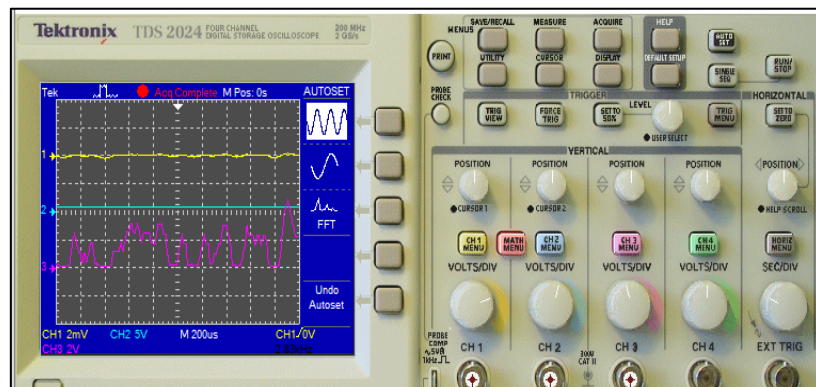 Tektronix TDS 2024 FOUR CHANNEL DIGITAL STORAGE OSCILLOSCOPE 200 MHz 2 GS/s
Tek Acq Complete M Pos: 0s AUTOSET
1
2
3
FFT
Undo
Autoset
CH1 2mV CH2 5V M 200us CH1 0V
CH3 2V
MENUS
SAVE/RECALL MEASURE ACQUIRE HELP
UTILITY CURSOR DISPLAY DEFAULT SETUP
AUTO SET
SINGLE SEQ
RUN/STOP
PRINT
PROBE CHECK
TRIGGER
TRIG VIEW
FORCE TRIG
SET TO 50%
LEVEL
USER SELECT
TRIG MENU
HORIZONTAL
SET TO ZERO
VERTICAL
POSITION POSITION POSITION POSITION POSITION
CURSOR 1 CURSOR 2 HELP SCROLL
CH 1 MENU
MATH MENU
CH 2 MENU
CH 3 MENU
CH 4 MENU
HORIZ MENU
VOLTS/DIV VOLTS/DIV VOLTS/DIV VOLTS/DIV SEC/DIV
PROBE COMP
~5V
1kHz
CH 1 CH 2 CH 3 CH 4 EXT TRIG
300V
CAT II